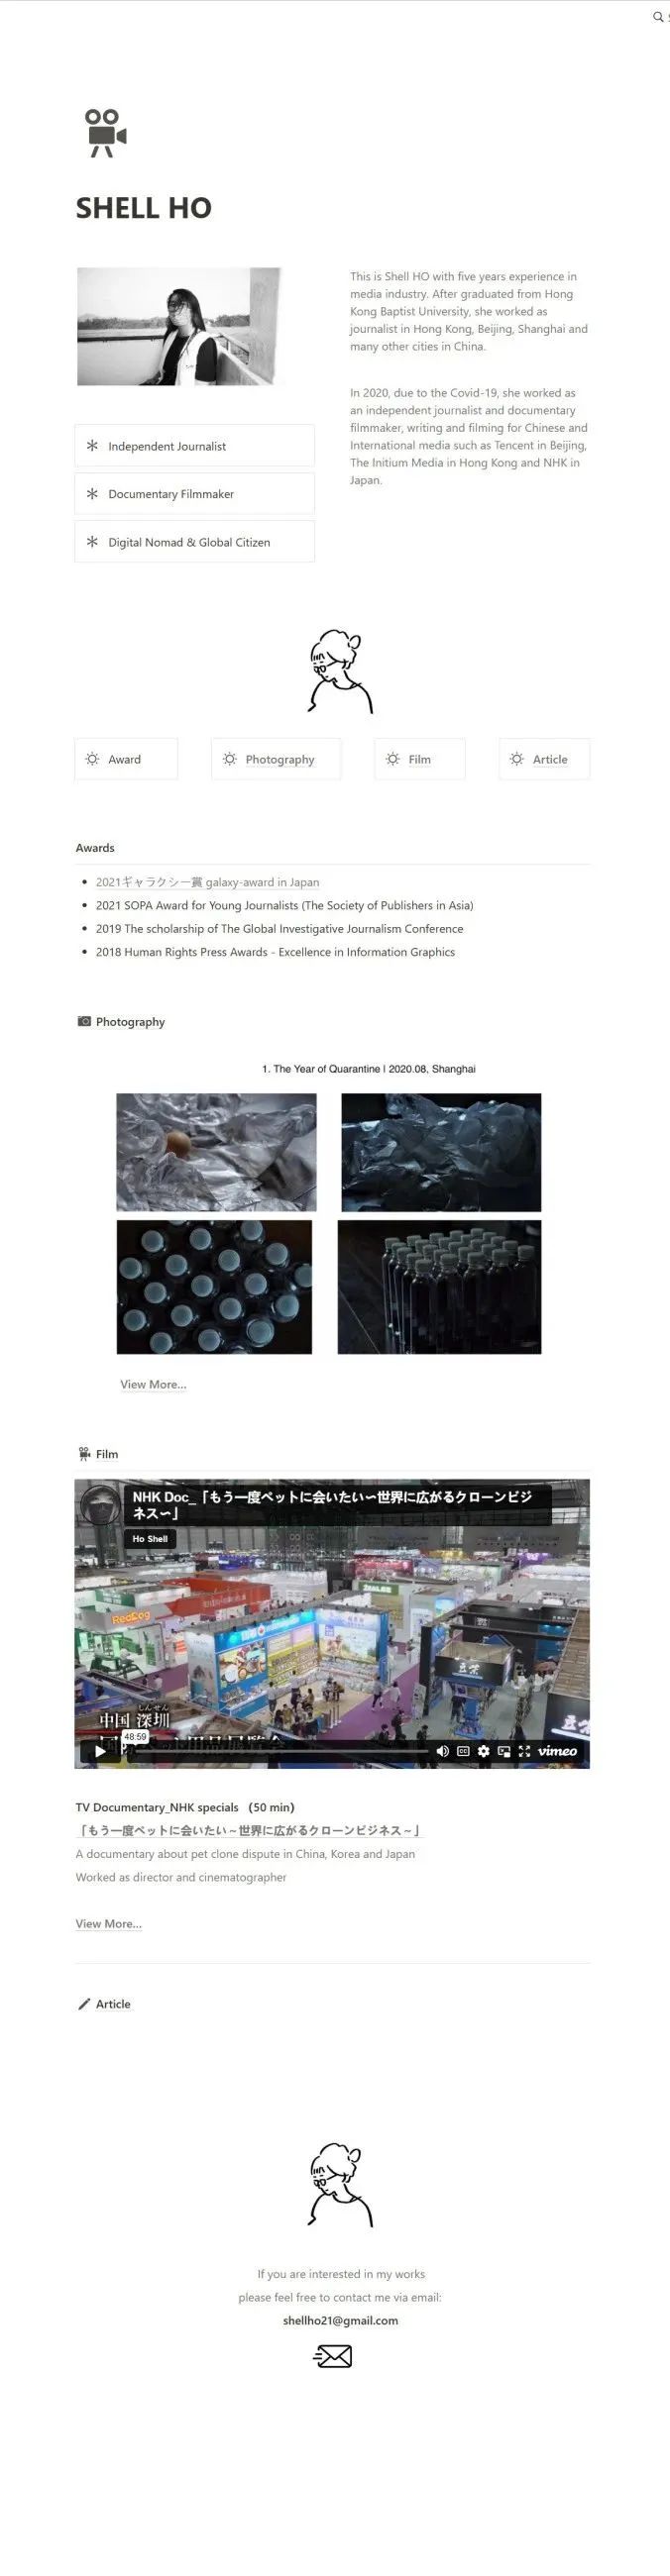 SHELL HO
This is Shell HO with five years experience in
media industry. After graduated from Hong
Kong Baptist University, she worked as
journalist in Hong Kong, Beijing, Shanghai and
many other cities in China.
In 2020, due to the Covid-19, she worked as
an independent journalist and documentary
filmmaker, writing and filming for Chinese and
International media such as Tencent in Beijing,
The Initium Media in Hong Kong and NHK in
Japan.
Independent Journalist
Documentary Filmmaker
Digital Nomad & Global Citizen
Award
Photography
Film
Article
Awards
2021ギャラクシー賞 galaxy-award in Japan
2021 SOPA Award for Young Journalists (The Society of Publishers in Asia)
2019 The scholarship of The Global Investigative Journalism Conference
2018 Human Rights Press Awards - Excellence in Information Graphics
Photography
1. The Year of Quarantine | 2020.08, Shanghai
View More...
Film
NHK Doc_「もう一度ペットに会いたい〜世界に広がるクローンビジ
ネス〜」
Ho Shell
RedDog
しんせん
中国 深圳
48:59
CC
vimeo
TV Documentary_NHK specials （50 min）
「もう一度ペットに会いたい～世界に広がるクローンビジネス～」
A documentary about pet clone dispute in China, Korea and Japan
Worked as director and cinematographer
View More...
Article
If you are interested in my works
please feel free to contact me via email:
shellho21@gmail.com